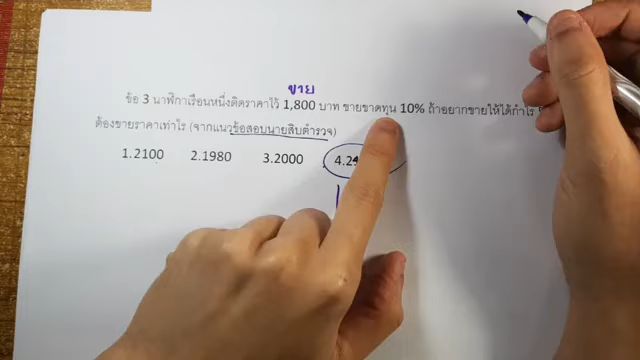 ขาย
ข้อ 3 นาฬิกาเรือนหนึ่งติดราคาไว้ 1,800 บาท ขายขาดทุน 10% ถ้าอยากขายให้ได้กำไร
ต้องขายราคาเท่าไร (จากแนวข้อสอบนายสิบตำรวจ)
1.2100 2.1980 3.2000 4.2